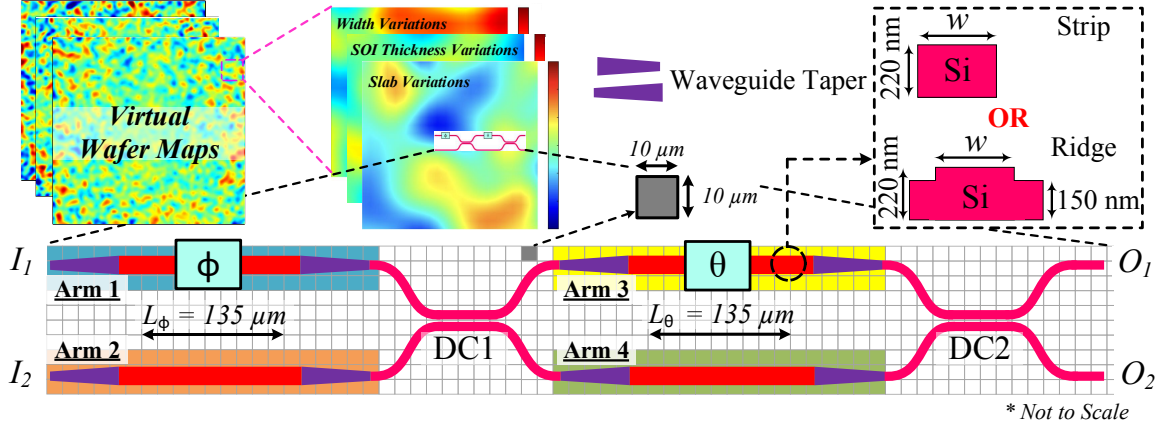 Virtual
Wafer Maps
Width Variations
SOI Thickness Variations
Slab Variations
Waveguide Taper
10 µm
10 µm
w
Strip
220 nm
Si
OR
w
Ridge
220 nm
Si
150 nm
I1
ϕ
θ
O1
Arm 1
Arm 3
Lϕ = 135 µm
Lθ = 135 µm
Arm 2
DC1
Arm 4
DC2
I2
O2
* Not to Scale